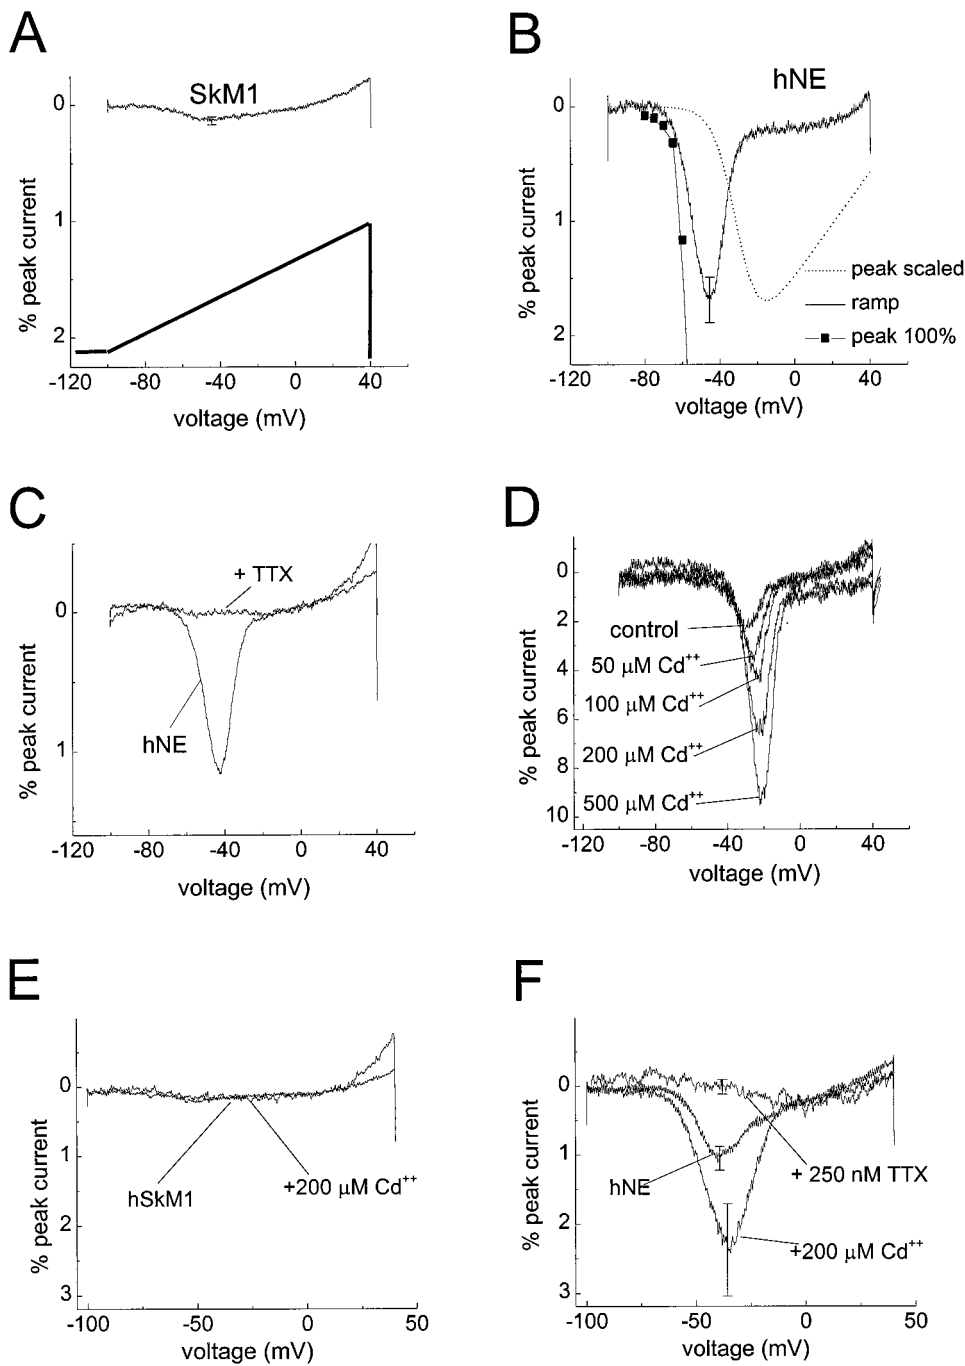 A
SkM1
0
1
2
% peak current
-120
-80
-40
0
40
voltage (mV)
B
hNE
0
1
2
% peak current
peak scaled
ramp
peak 100%
-120
-80
-40
0
40
voltage (mV)
C
+ TTX
hNE
0
1
% peak current
-120
-80
-40
0
40
voltage (mV)
D
0
2
4
6
8
10
% peak current
control
50 µM Cd⁺⁺
100 µM Cd⁺⁺
200 µM Cd⁺⁺
500 µM Cd⁺⁺
-120
-80
-40
0
40
voltage (mV)
E
0
1
2
3
% peak current
hSkM1
+200 µM Cd⁺⁺
-100
-50
0
50
voltage (mV)
F
0
1
2
3
% peak current
hNE
+ 250 nM TTX
+200 µM Cd⁺⁺
-100
-50
0
50
voltage (mV)